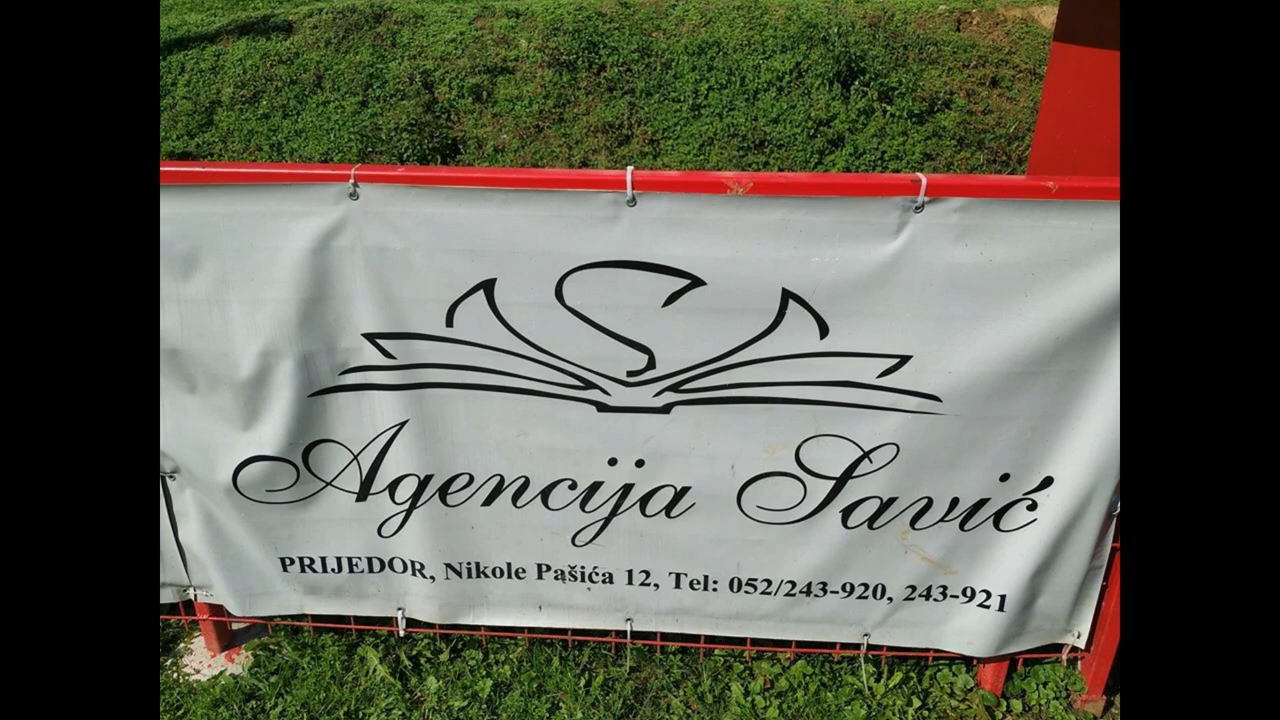 Agencija Savić
PRIJEDOR, Nikole Pašića 12, Tel: 052/243-920, 243-921